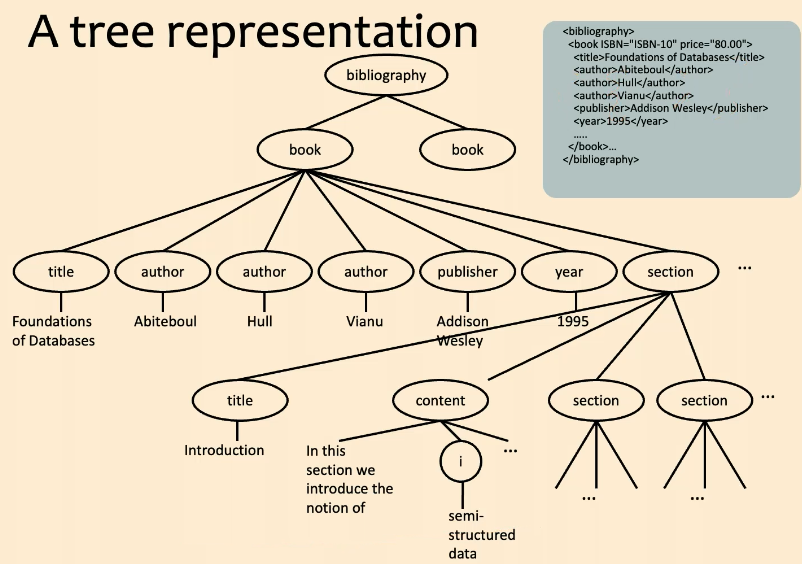 A tree representation
<bibliography>
<book ISBN="ISBN-10" price="80.00">
<title>Foundations of Databases</title>
<author>Abiteboul</author>
<author>Hull</author>
<author>Vianu</author>
<publisher>Addison Wesley</publisher>
<year>1995</year>
.....
</book>...
</bibliography>
bibliography
book
book
title
author
author
author
publisher
year
section
...
Foundations
of Databases
Abiteboul
Hull
Vianu
Addison
Wesley
1995
title
content
section
section
...
Introduction
In this
section we
introduce the
notion of
i
...
semi-
structured
data
...
...